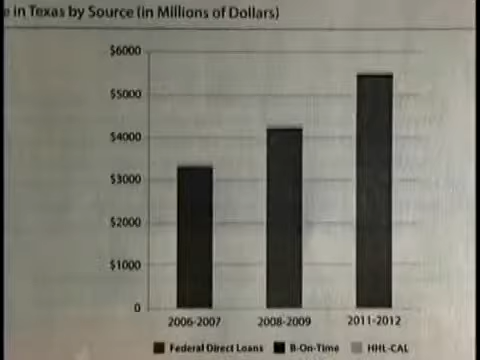 e in Texas by Source (in Millions of Dollars)
$6000
$5000
$4000
$3000
$2000
$1000
0
2006-2007 2008-2009 2011-2012
Federal Direct Loans B-On-Time HHL-CAL